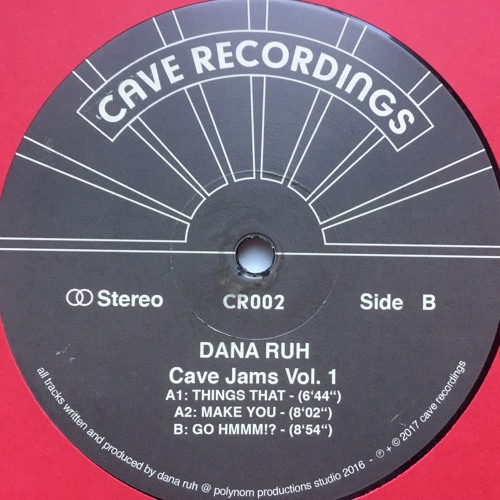 CAVE RECORDINGS
Stereo
CR002
Side B
DANA RUH
Cave Jams Vol. 1
A1: THINGS THAT - (6‘44“)
A2: MAKE YOU - (8‘02“)
B: GO HMMM!? - (8‘54“)
all tracks written and produced by dana ruh @ polynom productions studio 2016 - ℗ + © 2017 cave recordings